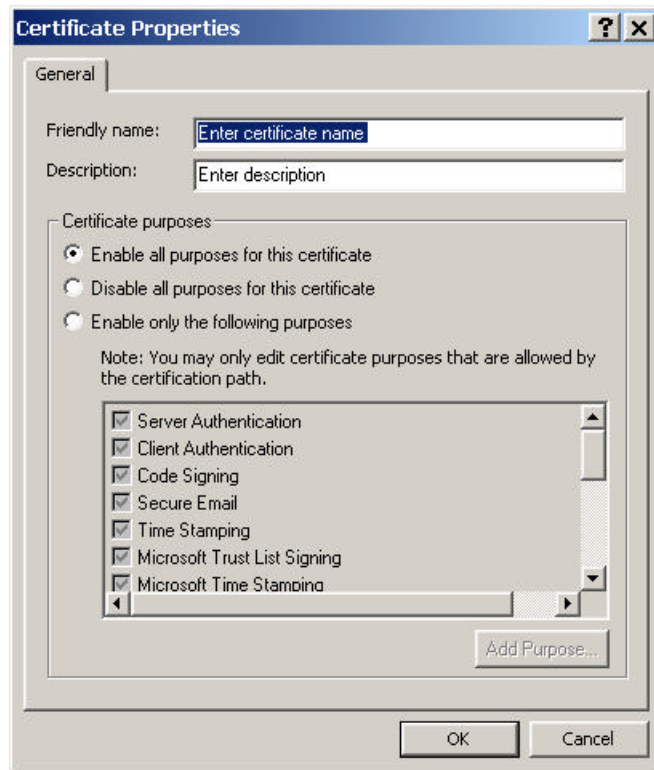 Certificate Properties
General
Friendly name: Enter certificate name
Description: Enter description
Certificate purposes
Enable all purposes for this certificate
Disable all purposes for this certificate
Enable only the following purposes
Note: You may only edit certificate purposes that are allowed by
the certification path.
Server Authentication
Client Authentication
Code Signing
Secure Email
Time Stamping
Microsoft Trust List Signing
Microsoft Time Stamping
Add Purpose...
OK Cancel